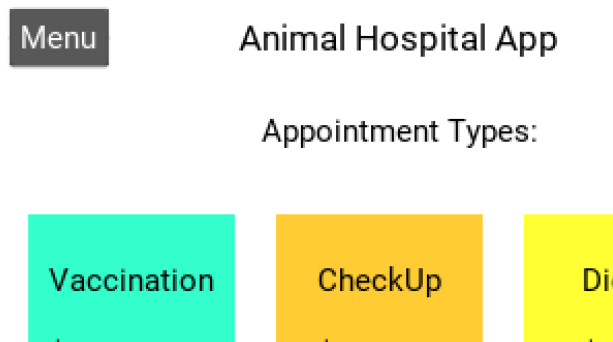 Menu
Animal Hospital App
Appointment Types:
Vaccination
CheckUp